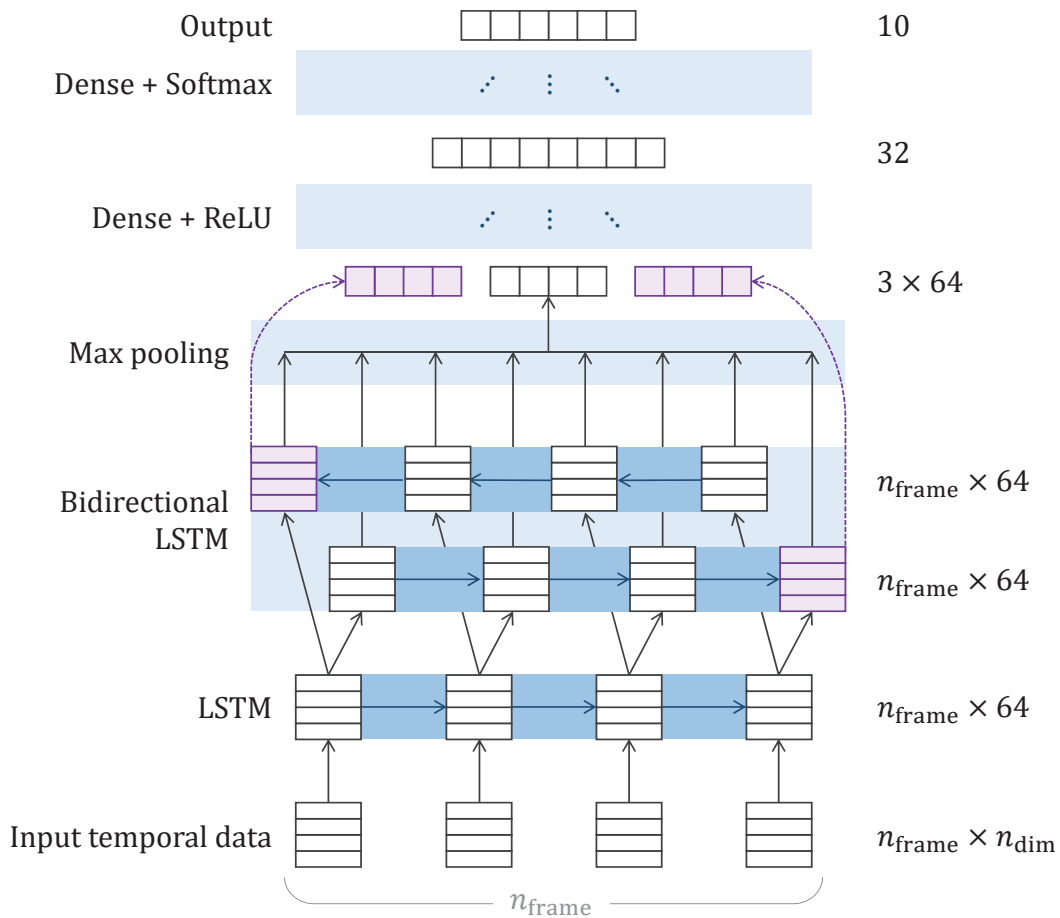 Output 10
Dense + Softmax
32
Dense + ReLU
3 × 64
Max pooling
n_frame × 64
Bidirectional
LSTM
n_frame × 64
LSTM n_frame × 64
Input temporal data n_frame × n_dim
n_frame